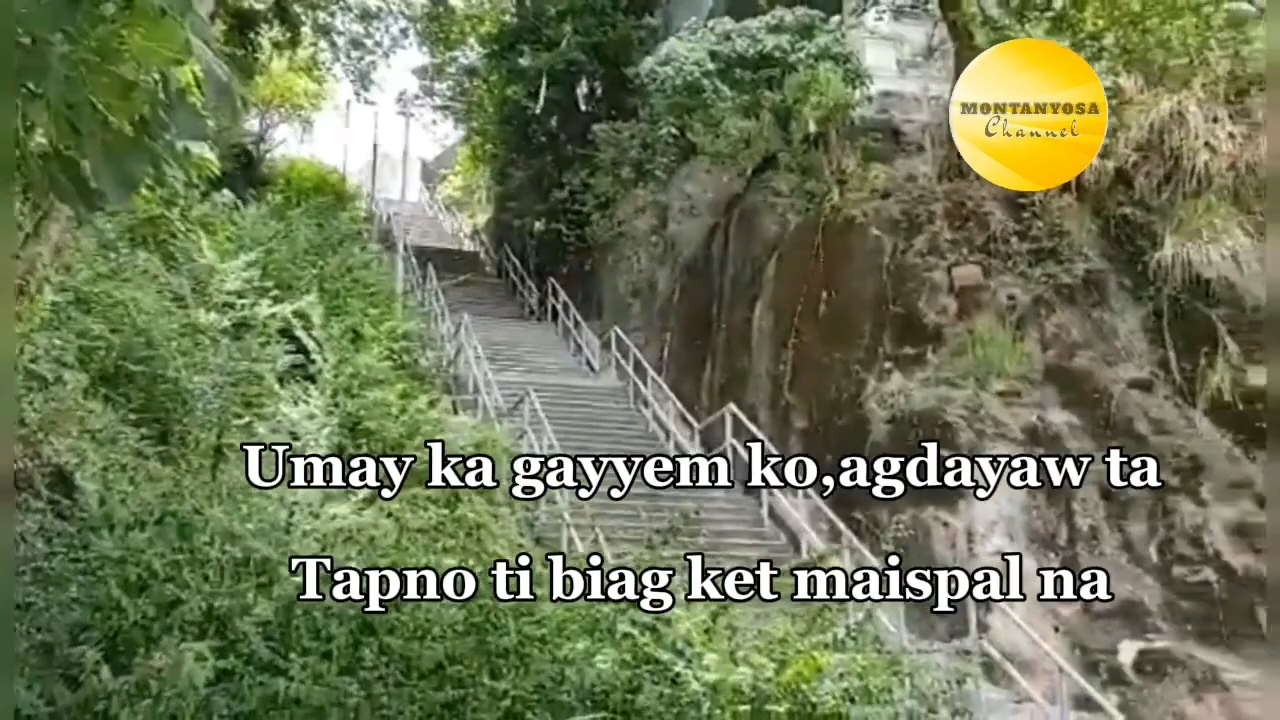 MONTANYOSA
Channel
Umay ka gayyem ko,agdayaw ta
Tapno ti biag ket maispal na